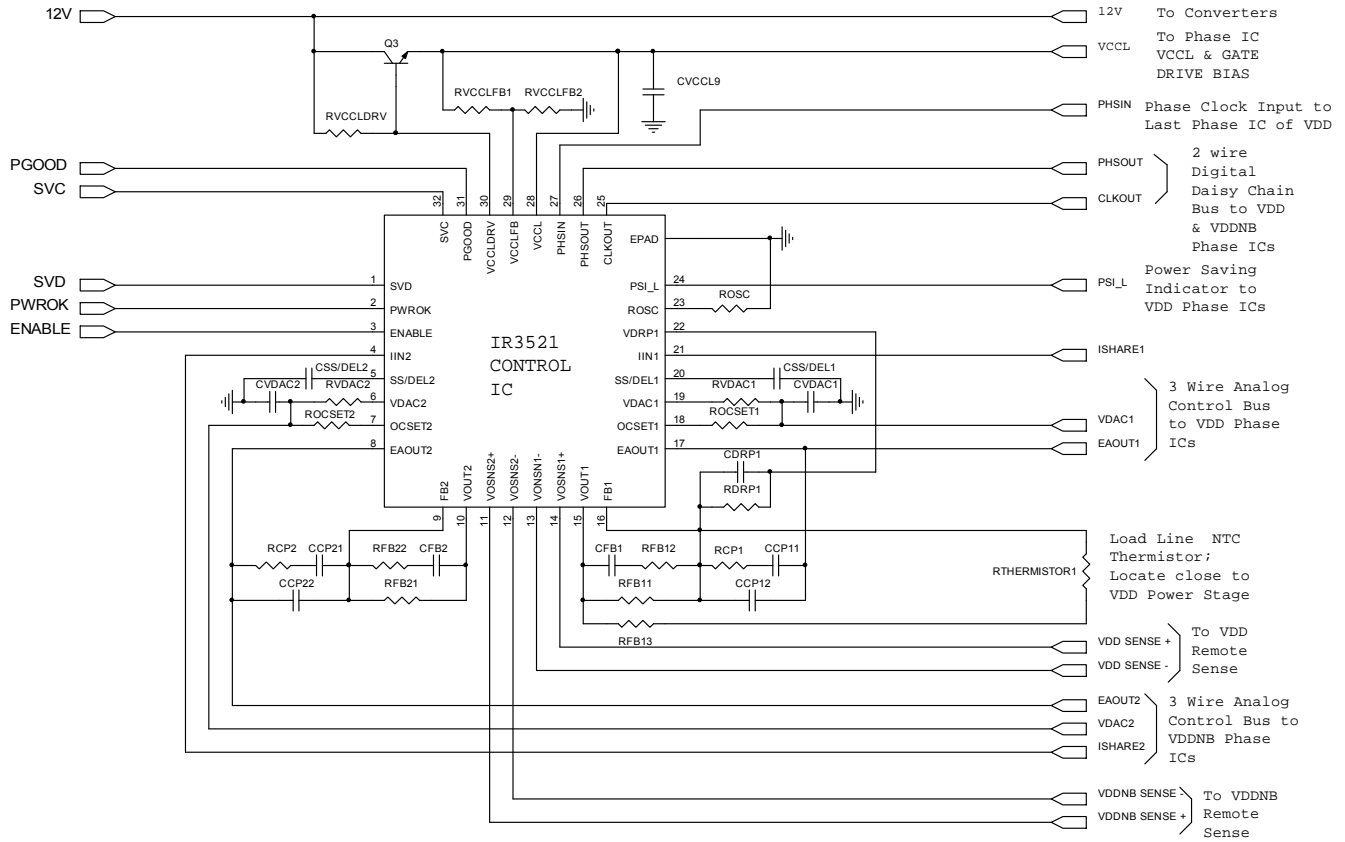 12V
12V To Converters
Q3
VCCL
To Phase IC
VCCL & GATE
DRIVE BIAS
RVCCLFB1
RVCCLFB2
CVCCL9
RVCCLDRV
PHSIN
Phase Clock Input to
Last Phase IC of VDD
PGOOD
SVC
PHSOUT
CLKOUT
2 wire
Digital
Daisy Chain
Bus to VDD
& VDDNB
Phase ICs
32
31
30
29
28
27
26
25
SVC
PGOOD
VCCLDRV
VCCLFB
VCCL
PHSIN
PHSOUT
CLKOUT
EPAD
SVD
PWROK
ENABLE
1
SVD
2
PWROK
3
ENABLE
4
IIN2
5
SS/DEL2
6
VDAC2
7
OCSET2
8
EAOUT2
IR3521
CONTROL
IC
24
PSI_L
23
ROSC
22
VDRP1
21
IIN1
20
SS/DEL1
19
VDAC1
18
OCSET1
17
EAOUT1
ROSC
PSI_L
Power Saving
Indicator to
VDD Phase ICs
ISHARE1
CSS/DEL2
CVDAC2
RVDAC2
ROCSET2
CSS/DEL1
RVDAC1
CVDAC1
ROCSET1
VDAC1
EAOUT1
3 Wire Analog
Control Bus
to VDD Phase
ICs
CDRP1
RDRP1
FB2
VOUT2
VOSNS2+
VOSNS2-
VONSN1-
VOSNS1+
VOUT1
FB1
9
10
11
12
13
14
15
16
RCP2
CCP21
RFB22
CFB2
CCP22
RFB21
CFB1
RFB12
RCP1
CCP11
RFB11
CCP12
RFB13
RTHERMISTOR1
Load Line NTC
Thermistor;
Locate close to
VDD Power Stage
VDD SENSE +
VDD SENSE -
To VDD
Remote
Sense
EAOUT2
VDAC2
ISHARE2
3 Wire Analog
Control Bus to
VDDNB Phase
ICs
VDDNB SENSE -
VDDNB SENSE +
To VDDNB
Remote
Sense